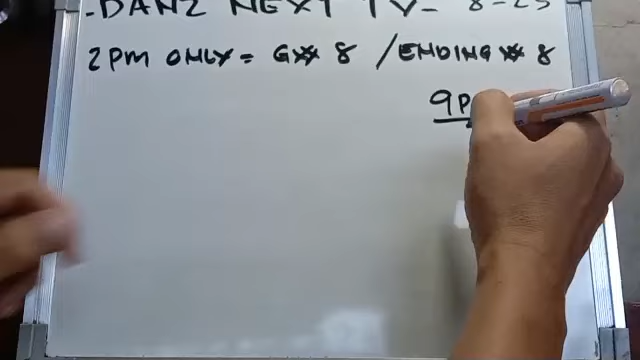 -DANZ NEXT TV- 8-23
2PM ONLY = G** 8 / ENDING ** 8
9P